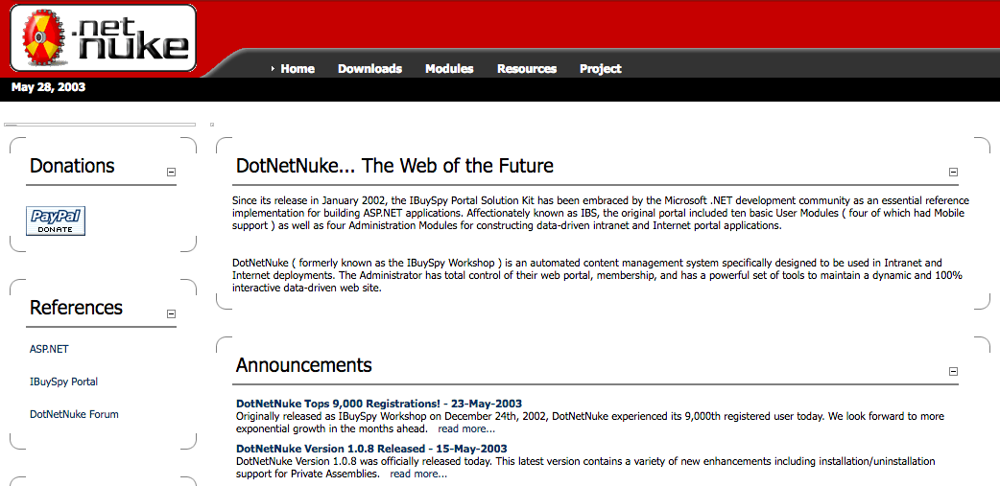 .net
nuke
Home Downloads Modules Resources Project
May 28, 2003
Donations
PayPal
DONATE
References
ASP.NET
IBuySpy Portal
DotNetNuke Forum
DotNetNuke... The Web of the Future
Since its release in January 2002, the IBuySpy Portal Solution Kit has been embraced by the Microsoft .NET development community as an essential reference
implementation for building ASP.NET applications. Affectionately known as IBS, the original portal included ten basic User Modules ( four of which had Mobile
support ) as well as four Administration Modules for constructing data-driven intranet and Internet portal applications.
DotNetNuke ( formerly known as the IBuySpy Workshop ) is an automated content management system specifically designed to be used in Intranet and
Internet deployments. The Administrator has total control of their web portal, membership, and has a powerful set of tools to maintain a dynamic and 100%
interactive data-driven web site.
Announcements
DotNetNuke Tops 9,000 Registrations! - 23-May-2003
Originally released as IBuySpy Workshop on December 24th, 2002, DotNetNuke experienced its 9,000th registered user today. We look forward to more
exponential growth in the months ahead. read more...
DotNetNuke Version 1.0.8 Released - 15-May-2003
DotNetNuke Version 1.0.8 was officially released today. This latest version contains a variety of new enhancements including installation/uninstallation
support for Private Assemblies. read more...